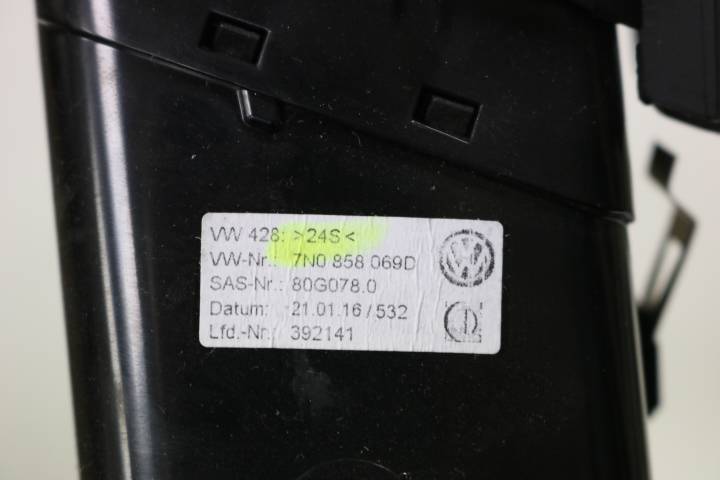 VW 428: >24S<
VW-Nr.: 7N0 858 069D
SAS-Nr.: 80G078.0
Datum: 21.01.16 / 532
Lfd.-Nr.: 392141